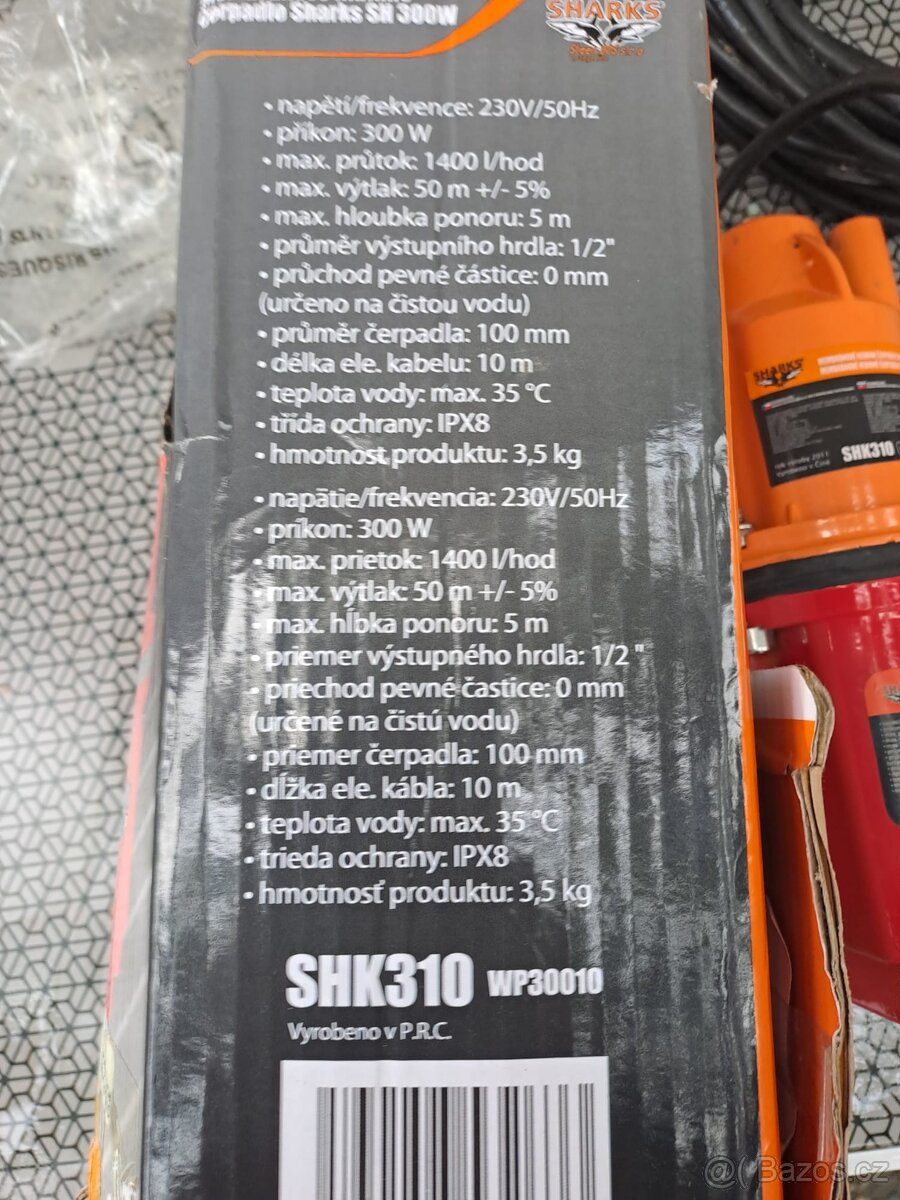 Čerpadlo Sharks SH 300W
SHARKS
• napětí/frekvence: 230V/50Hz
• příkon: 300 W
• max. průtok: 1400 l/hod
• max. výtlak: 50 m +/- 5%
• max. hloubka ponoru: 5 m
• průměr výstupního hrdla: 1/2"
• průchod pevné částice: 0 mm
(určeno na čistou vodu)
• průměr čerpadla: 100 mm
• délka ele. kabelu: 10 m
• teplota vody: max. 35 °C
• třída ochrany: IPX8
• hmotnost produktu: 3,5 kg
• napätie/frekvencia: 230V/50Hz
• príkon: 300 W
• max. prietok: 1400 l/hod
• max. výtlak: 50 m +/- 5%
• max. hĺbka ponoru: 5 m
• priemer výstupného hrdla: 1/2 "
• priechod pevné častice: 0 mm
(určené na čistú vodu)
• priemer čerpadla: 100 mm
• dĺžka ele. kábla: 10 m
• teplota vody: max. 35 °C
• trieda ochrany: IPX8
• hmotnosť produktu: 3,5 kg
SHK310 WP30010
Vyrobeno v P.R.C.
RISQUES
SHARKS
rok výroby 2011
Vyrobeno v Číně
SHK310
@ Bazos.cz